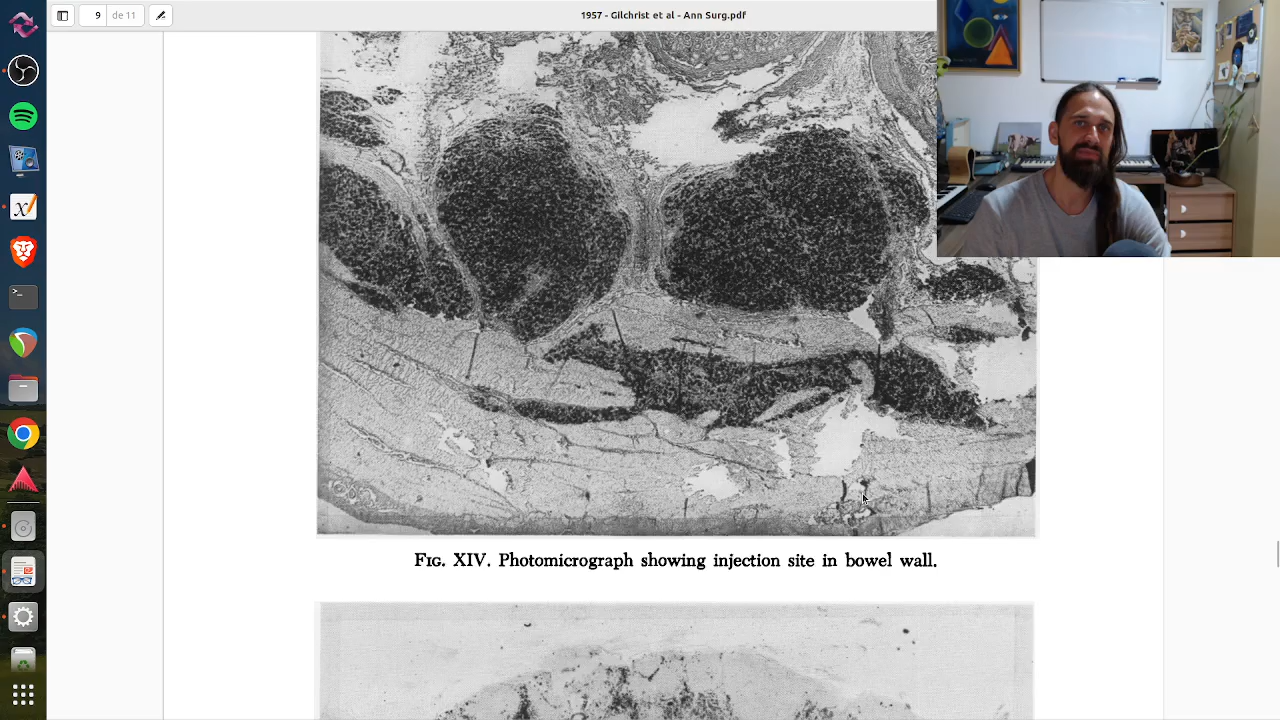 9
de 11
1957 - Gilchrist et al - Ann Surg.pdf
FIG. XIV. Photomicrograph showing injection site in bowel wall.